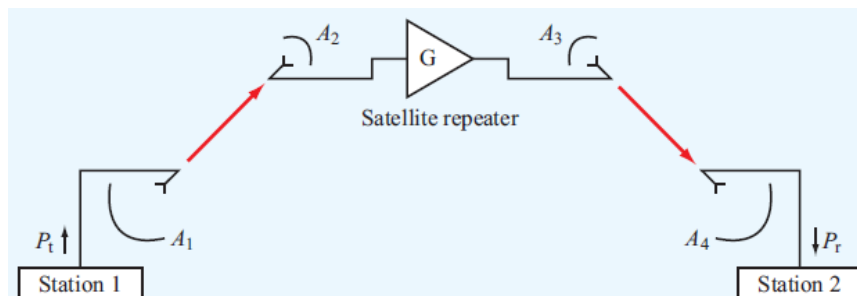 A2
A3
G
Satellite repeater
Pt
A1
A4
Pr
Station 1
Station 2